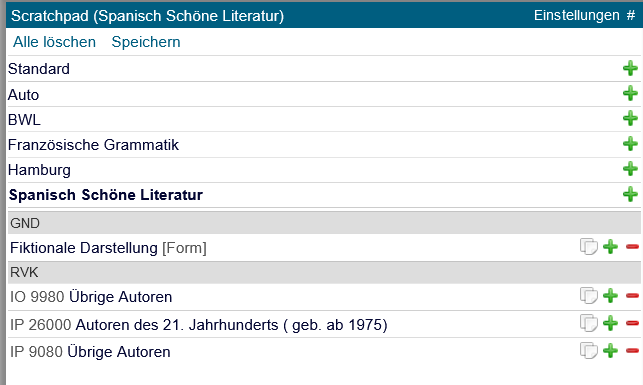 Scratchpad (Spanisch Schöne Literatur) Einstellungen #
Alle löschen Speichern
Standard
Auto
BWL
Französische Grammatik
Hamburg
Spanisch Schöne Literatur
GND
Fiktionale Darstellung [Form]
RVK
IO 9980 Übrige Autoren
IP 26000 Autoren des 21. Jahrhunderts ( geb. ab 1975)
IP 9080 Übrige Autoren